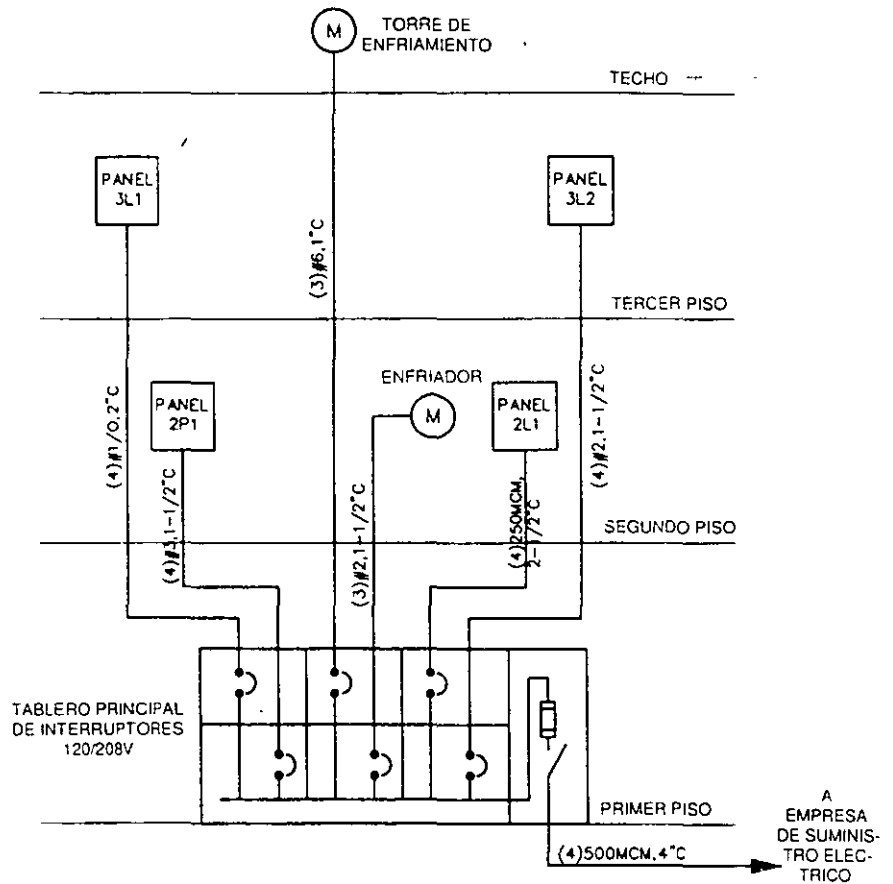 TORRE DE
ENFRIAMIENTO
M
TECHO
PANEL
3L1
PANEL
3L2
(3)#6,1"C
TERCER PISO
ENFRIADOR
PANEL
2P1
M
PANEL
2L1
(4)#1/0,2"C
(4)#3,1-1/2"C
(3)#2,1-1/2"C
(4)250MCM,
2-1/2"C
(4)#2,1-1/2"C
SEGUNDO PISO
TABLERO PRINCIPAL
DE INTERRUPTORES
120/208V
PRIMER PISO
(4)500MCM,4"C
A
EMPRESA
DE SUMINIS-
TRO ELEC-
TRICO